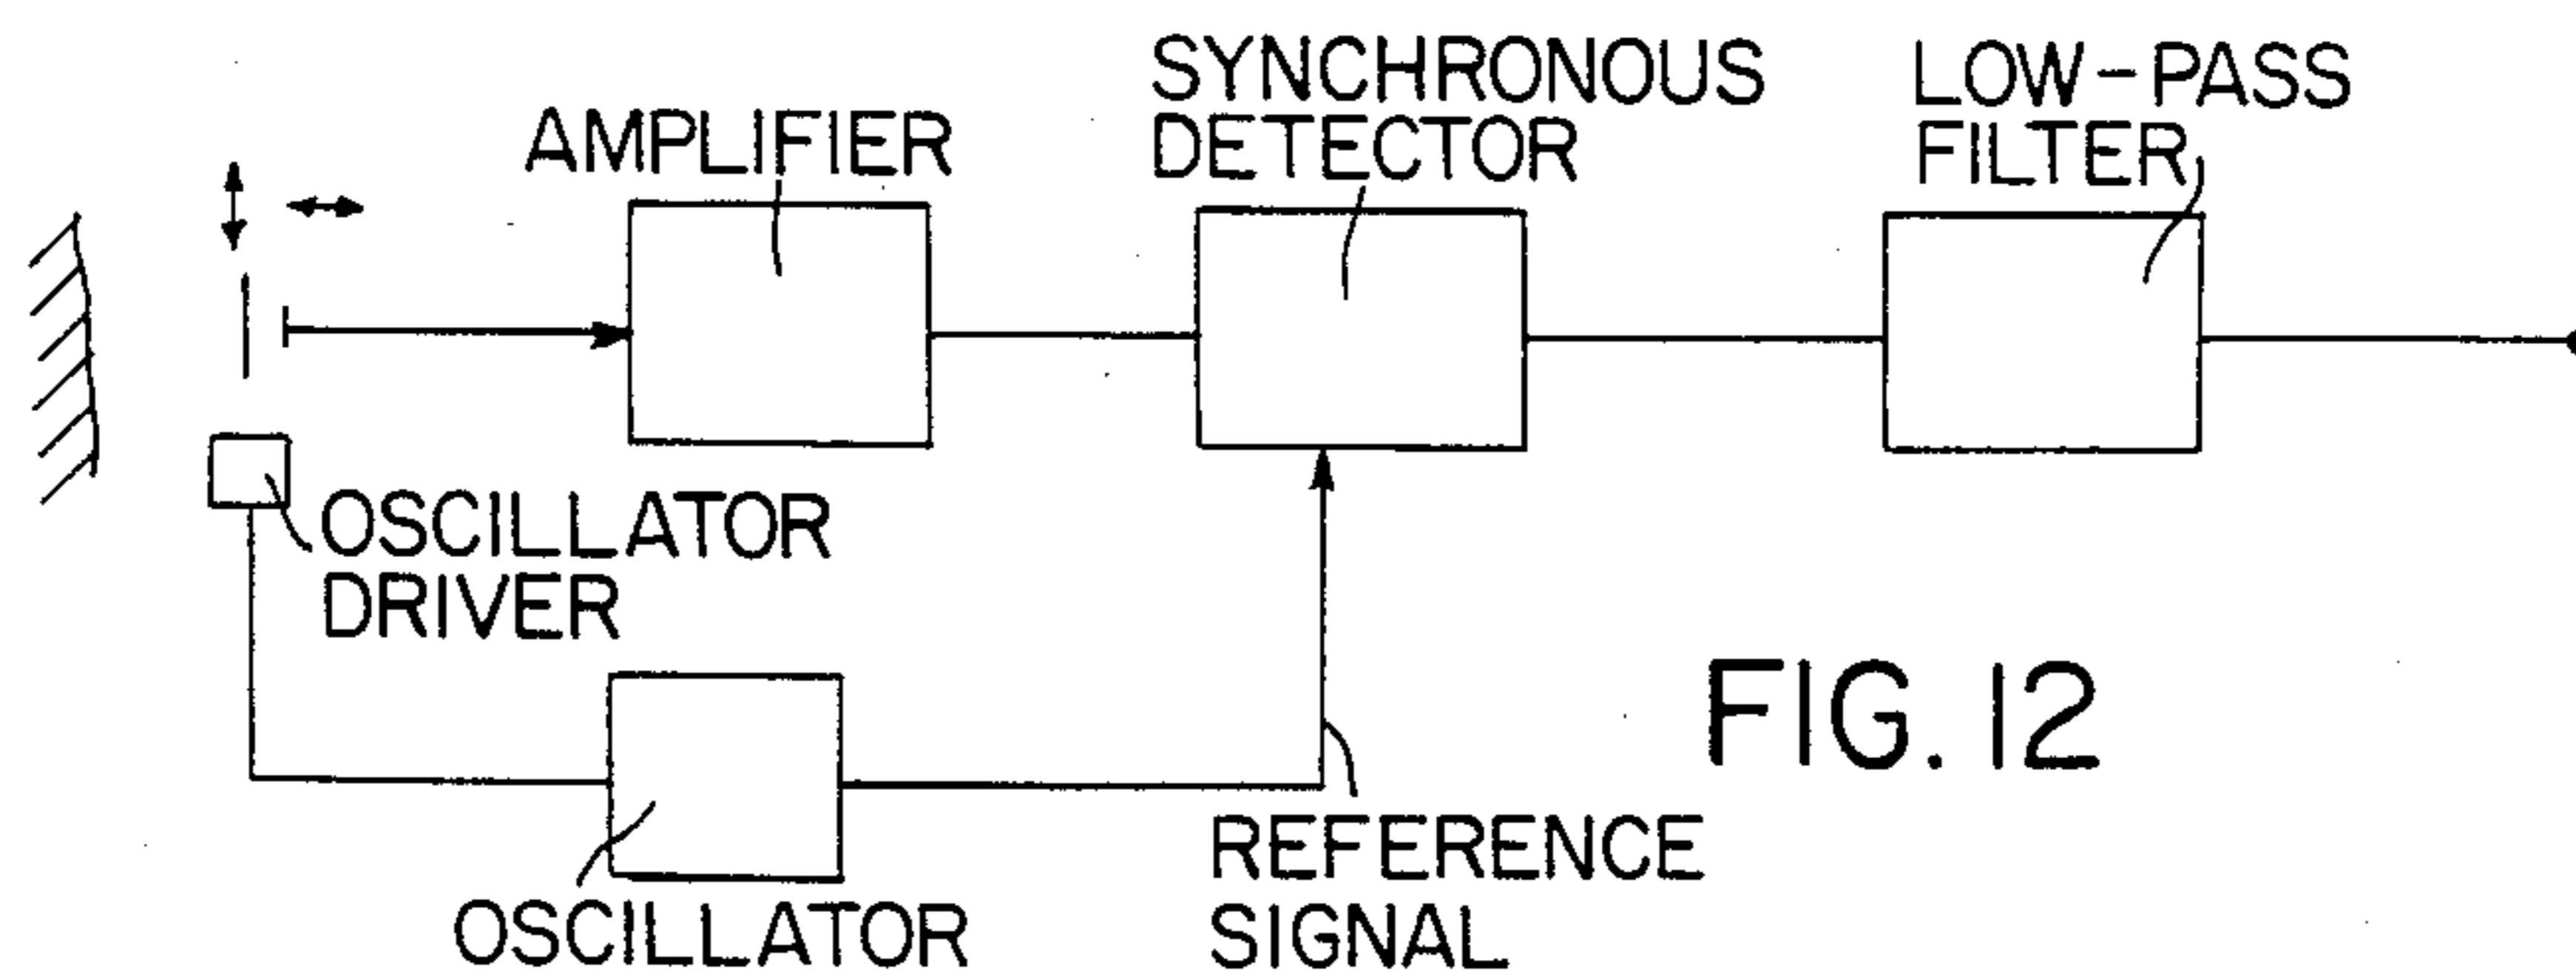 AMPLIFIER
SYNCHRONOUS
DETECTOR
LOW-PASS
FILTER
OSCILLATOR
DRIVER
OSCILLATOR
REFERENCE
SIGNAL
FIG. 12